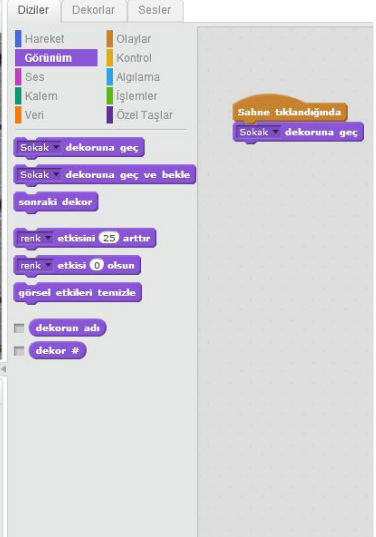 Diziler Dekorlar Sesler
Hareket Olaylar
Görünüm Kontrol
Ses Algılama
Kalem İşlemler
Veri Özel Taşlar
Sokak dekoruna geç
Sokak dekoruna geç ve bekle
sonraki dekor
renk etkisini 25 arttır
renk etkisi 0 olsun
görsel etkileri temizle
dekorun adı
dekor #
Sahne tıklandığında
Sokak dekoruna geç